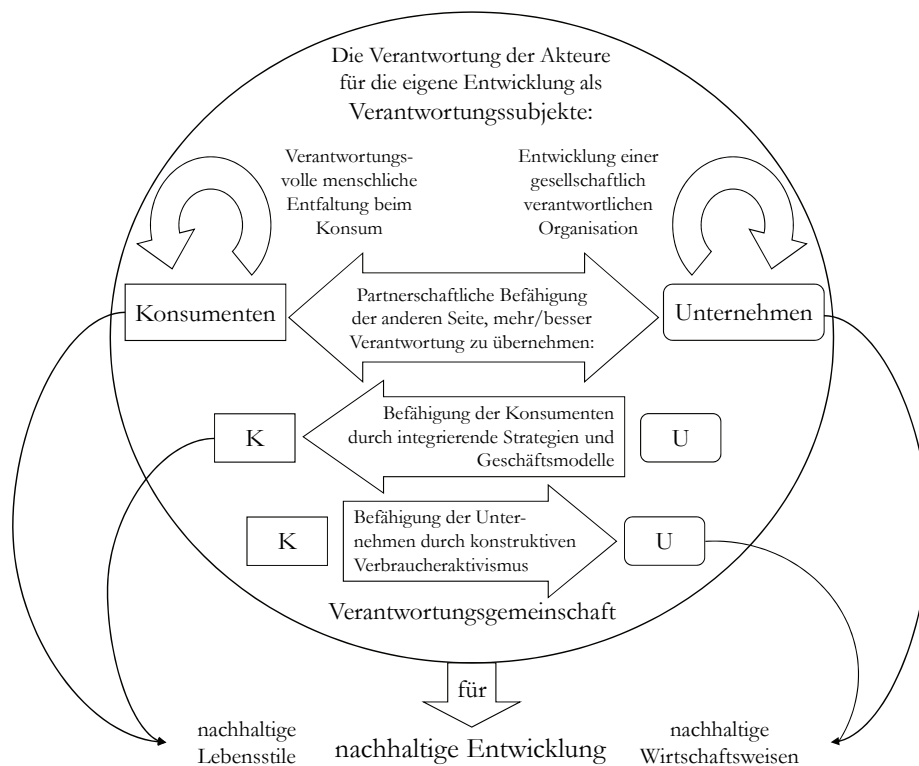 Die Verantwortung der Akteure
für die eigene Entwicklung als
Verantwortungssubjekte:
Verantwortungs-
volle menschliche
Entfaltung beim
Konsum
Entwicklung einer
gesellschaftlich
verantwortlichen
Organisation
Konsumenten
Partnerschaftliche Befähigung
der anderen Seite, mehr/besser
Verantwortung zu übernehmen:
Unternehmen
K
Befähigung der Konsumenten
durch integrierende Strategien und
Geschäftsmodelle
U
K
Befähigung der Unter-
nehmen durch konstruktiven
Verbraucheraktivismus
U
Verantwortungsgemeinschaft
für
nachhaltige
Lebensstile
nachhaltige Entwicklung
nachhaltige
Wirtschaftsweisen